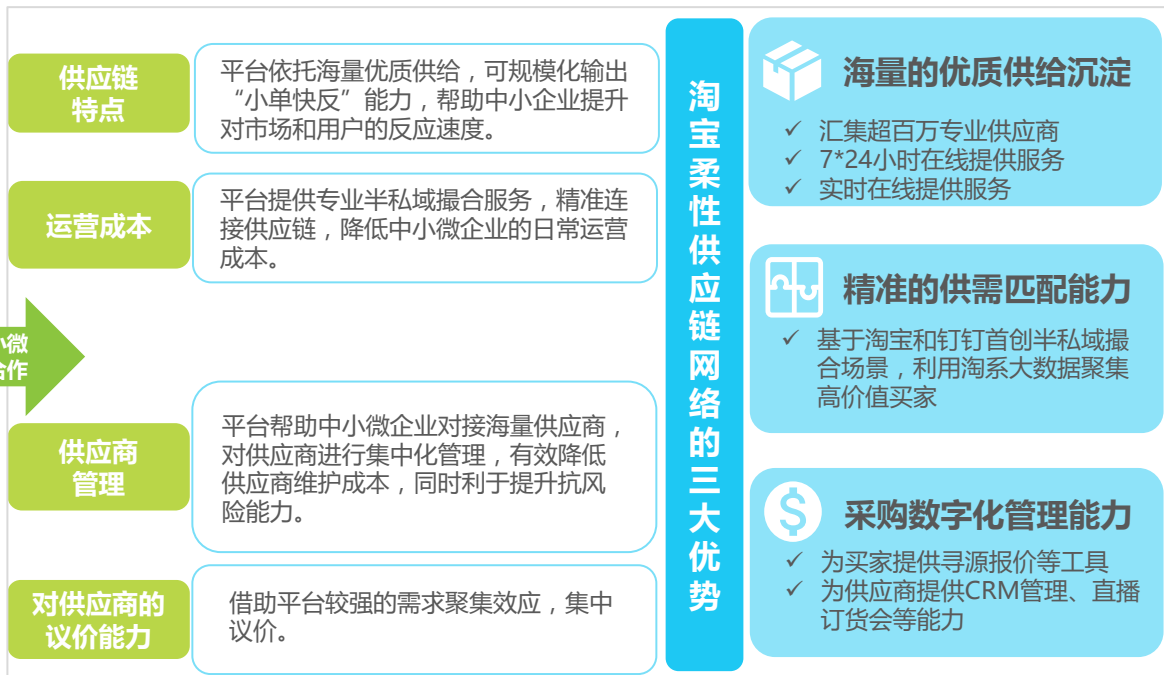 供应链
特点
平台依托海量优质供给，可规模化输出
“小单快反”能力，帮助中小企业提升
对市场和用户的反应速度。
运营成本
平台提供专业半私域撮合服务，精准连
接供应链，降低中小微企业的日常运营
成本。
小微
合作
供应商
管理
平台帮助中小微企业对接海量供应商，
对供应商进行集中化管理，有效降低
供应商维护成本，同时利于提升抗风
险能力。
对供应商的
议价能力
借助平台较强的需求聚集效应，集中
议价。
淘宝柔性供应链网络的三大优势
海量的优质供给沉淀
✓ 汇集超百万专业供应商
✓ 7*24小时在线提供服务
✓ 实时在线提供服务
精准的供需匹配能力
✓ 基于淘宝和钉钉首创半私域撮
合场景，利用淘系大数据聚集
高价值买家
采购数字化管理能力
✓ 为买家提供寻源报价等工具
✓ 为供应商提供CRM管理、直播
订货会等能力